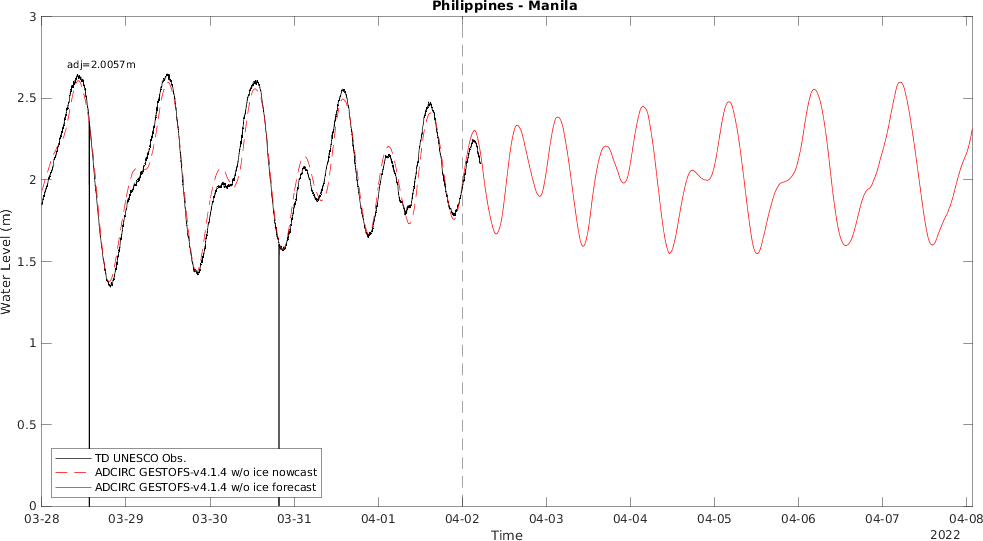 Philippines - Manila
adj=2.0057m
Water Level (m)
3
2.5
2
1.5
1
0.5
0
TD UNESCO Obs.
ADCIRC GESTOFS-v4.1.4 w/o ice nowcast
ADCIRC GESTOFS-v4.1.4 w/o ice forecast
03-28 03-29 03-30 03-31 04-01 04-02 04-03 04-04 04-05 04-06 04-07 04-08
Time
2022